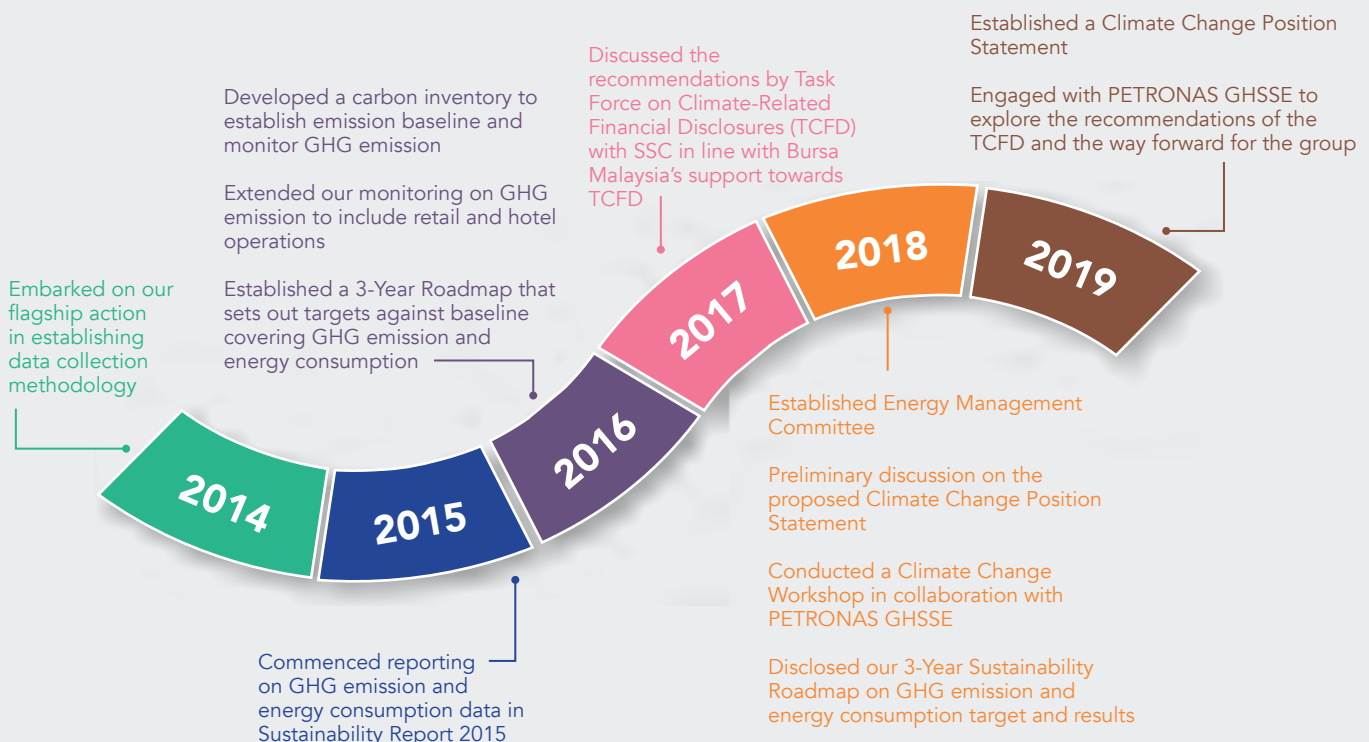 Embarked on our
flagship action
in establishing
data collection
methodology
2014
2015
Commenced reporting
on GHG emission and
energy consumption data in
Sustainability Report 2015
Developed a carbon inventory to
establish emission baseline and
monitor GHG emission
Extended our monitoring on GHG
emission to include retail and hotel
operations
Established a 3-Year Roadmap that
sets out targets against baseline
covering GHG emission and
energy consumption
2016
Discussed the
recommendations by Task
Force on Climate-Related
Financial Disclosures (TCFD)
with SSC in line with Bursa
Malaysia's support towards
TCFD
2017
2018
Established Energy Management
Committee
Preliminary discussion on the
proposed Climate Change Position
Statement
Conducted a Climate Change
Workshop in collaboration with
PETRONAS GHSSE
Disclosed our 3-Year Sustainability
Roadmap on GHG emission and
energy consumption target and results
Established a Climate Change Position
Statement
Engaged with PETRONAS GHSSE to
explore the recommendations of the
TCFD and the way forward for the group
2019